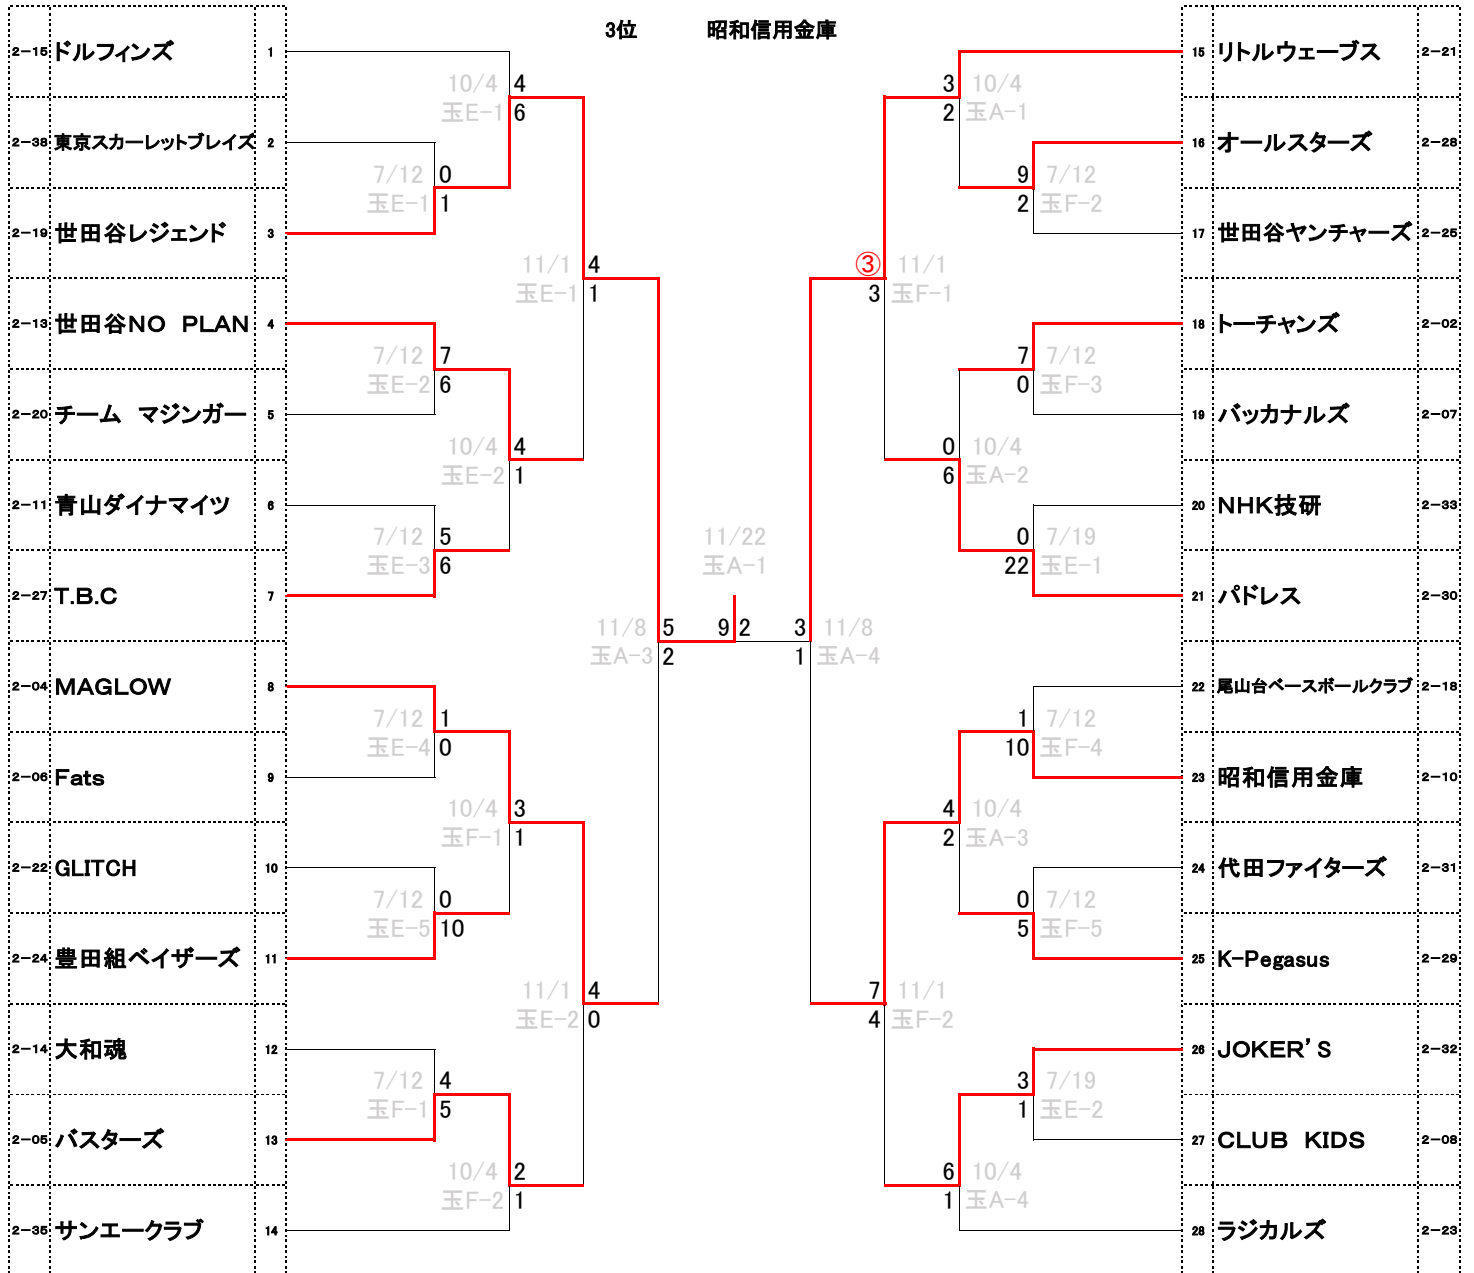 3位 昭和信用金庫
2-15 ドルフィンズ 1
10/4 4
玉E-1 6
2-38 東京スカーレットブレイズ 2
7/12 0
玉E-1 1
2-19 世田谷レジェンド 3
11/1 4
玉E-1 1
2-13 世田谷NO PLAN 4
7/12 7
玉E-2 6
2-20 チーム マジンガー 5
10/4 4
玉E-2 1
2-11 青山ダイナマイツ 6
7/12 5
玉E-3 6
2-27 T.B.C 7
11/8 5
玉A-3 2
2-04 MAGLOW 8
7/12 1
玉E-4 0
2-06 Fats 9
10/4 3
玉F-1 1
2-22 GLITCH 10
7/12 0
玉E-5 10
2-24 豊田組ベイザーズ 11
11/1 4
玉E-2 0
2-14 大和魂 12
7/12 4
玉F-1 5
2-05 バスターズ 13
10/4 2
玉F-2 1
2-35 サンエークラブ 14
11/22
玉A-1
9 2
15 リトルウェーブス 2-21
3 10/4
2 玉A-1
16 オールスターズ 2-28
9 7/12
2 玉F-2
17 世田谷ヤンチャーズ 2-25
③ 11/1
3 玉F-1
18 トーチャンズ 2-02
7 7/12
0 玉F-3
19 バッカナルズ 2-07
0 10/4
6 玉A-2
20 NHK技研 2-33
0 7/19
22 玉E-1
21 パドレス 2-30
3 11/8
1 玉A-4
22 尾山台ベースボールクラブ 2-18
1 7/12
10 玉F-4
23 昭和信用金庫 2-10
4 10/4
2 玉A-3
24 代田ファイターズ 2-31
0 7/12
5 玉F-5
25 K-Pegasus 2-29
7 11/1
4 玉F-2
26 JOKER'S 2-32
3 7/19
1 玉E-2
27 CLUB KIDS 2-08
6 10/4
1 玉A-4
28 ラジカルズ 2-23